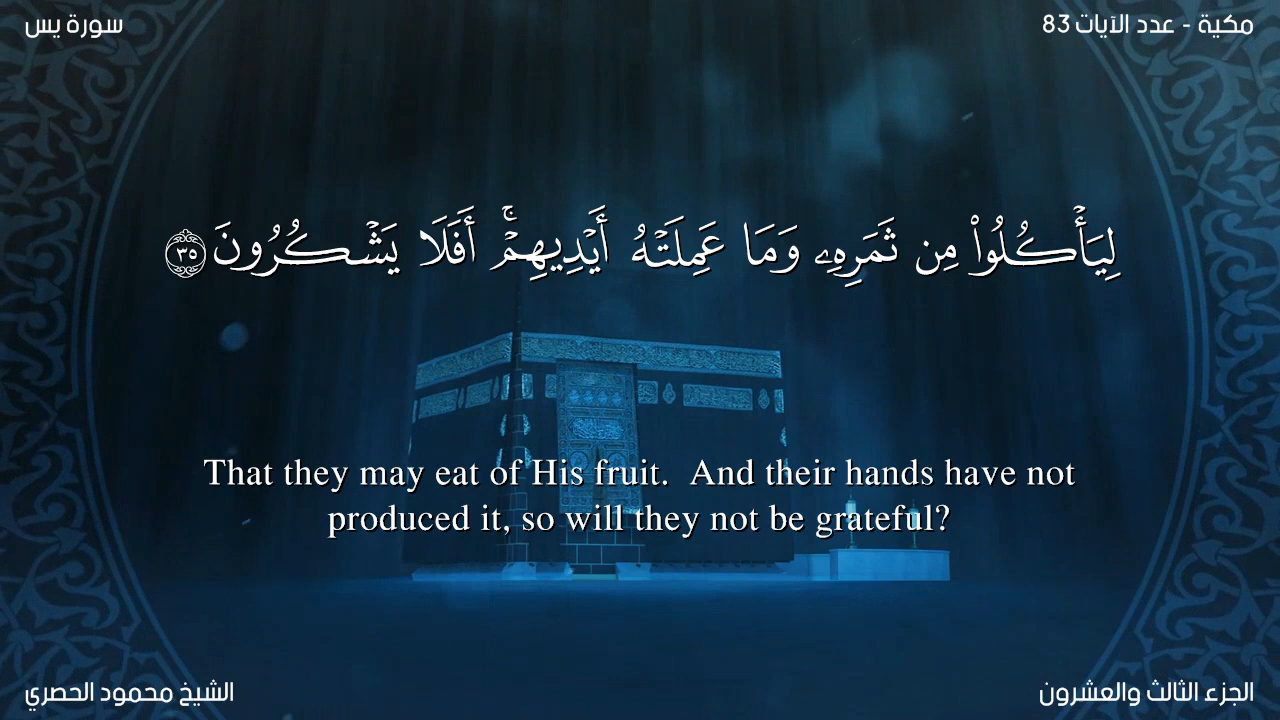 سورة يس
مكية - عدد الآيات 83
لِيَأْكُلُوا۟ مِن ثَمَرِهِۦ وَمَا عَمِلَتْهُ أَيْدِيهِمْ ۚ أَفَلَا يَشْكُرُونَ ٣٥
That they may eat of His fruit. And their hands have not
produced it, so will they not be grateful?
الشيخ محمود الحصري
الجزء الثالث والعشرون